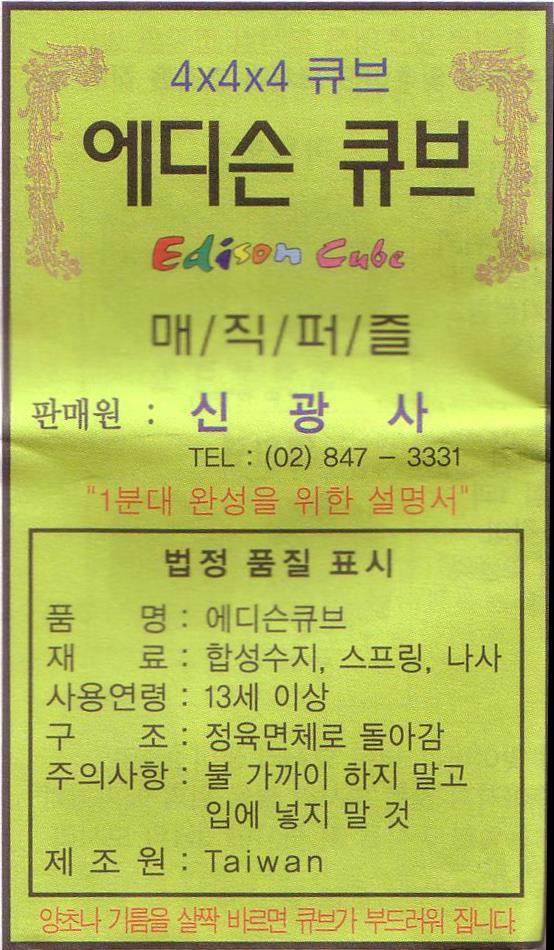 4x4x4 큐브
에디슨 큐브
Edison Cube
매/직/퍼/즐
판매원 : 신 광 사
TEL : (02) 847 - 3331
"1분대 완성을 위한 설명서"
법정 품질 표시
품 명 : 에디슨큐브
재 료 : 합성수지, 스프링, 나사
사용연령 : 13세 이상
구 조 : 정육면체로 돌아감
주의사항 : 불 가까이 하지 말고
입에 넣지 말 것
제 조 원 : Taiwan
양초나 기름을 살짝 바르면 큐브가 부드러워 집니다.